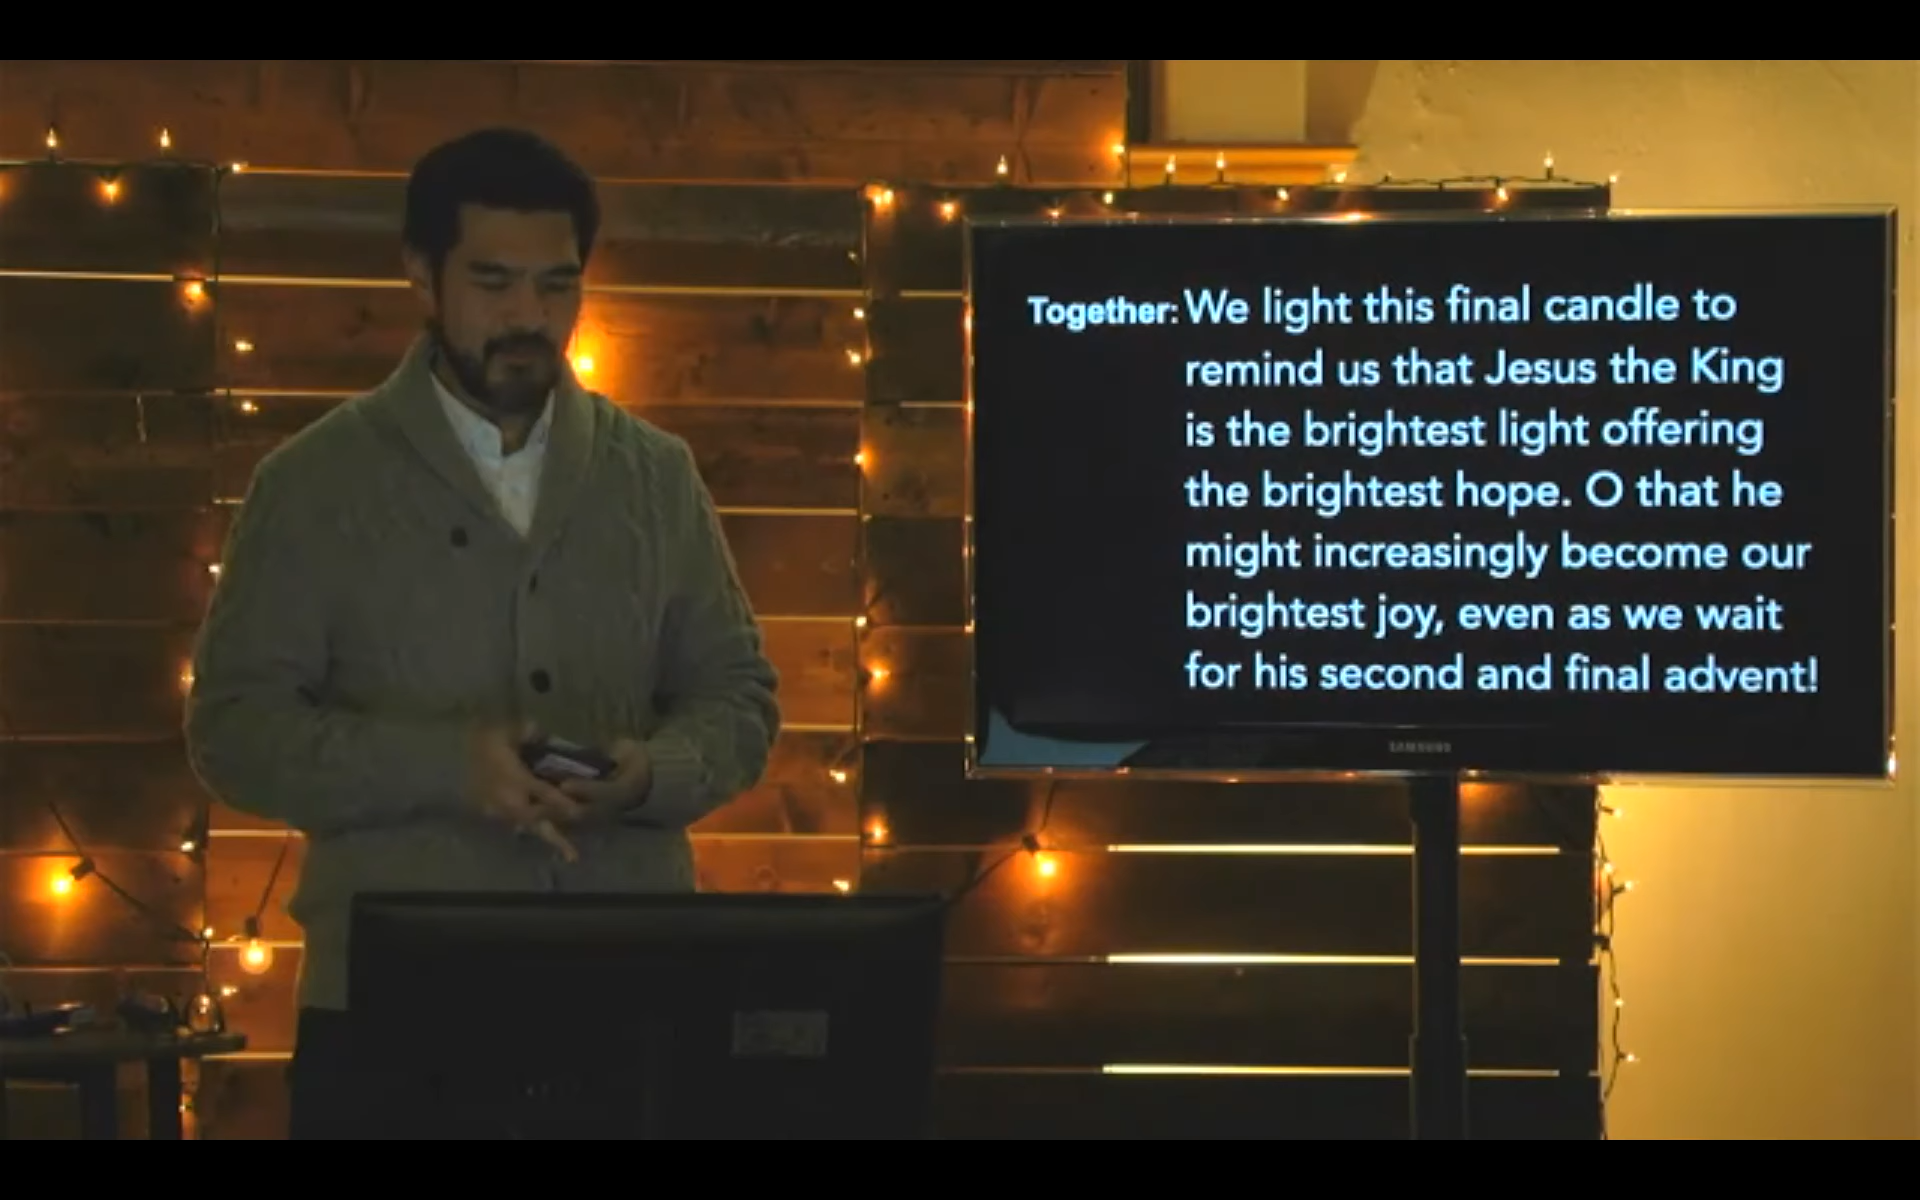 Together: We light this final candle to
remind us that Jesus the King
is the brightest light offering
the brightest hope. O that he
might increasingly become our
brightest joy, even as we wait
for his second and final advent!
SAMSUNG